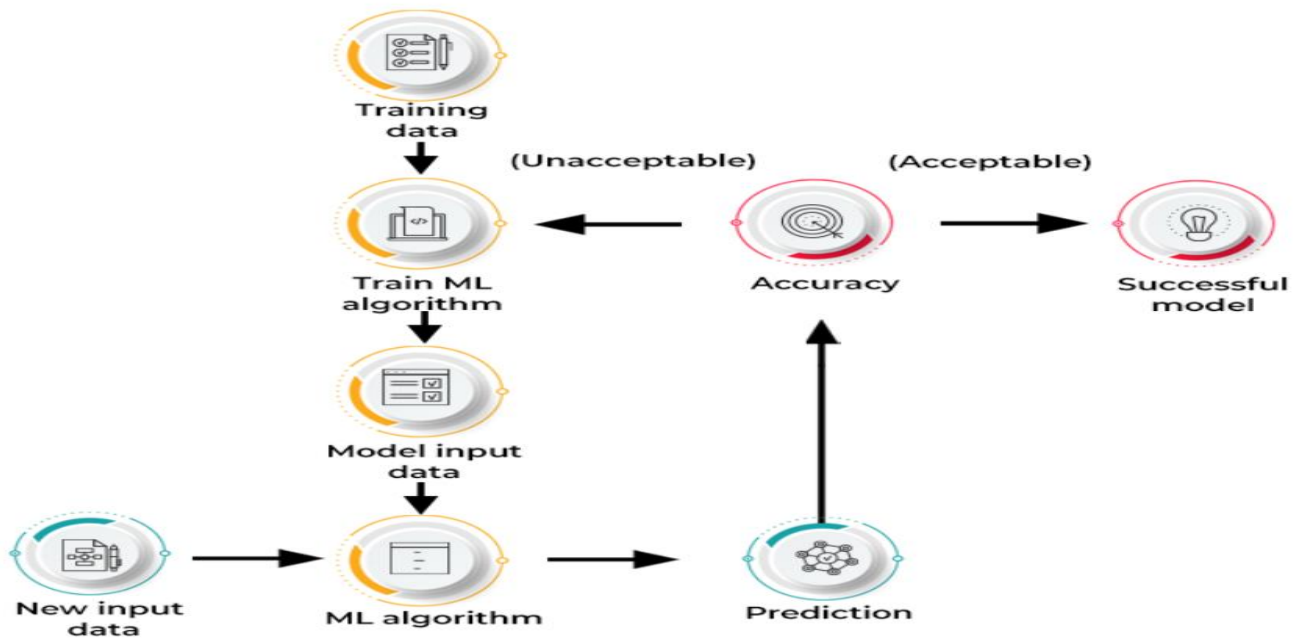 Training
data
(Unacceptable)
(Acceptable)
Train ML
algorithm
Accuracy
Successful
model
Model input
data
New input
data
ML algorithm
Prediction